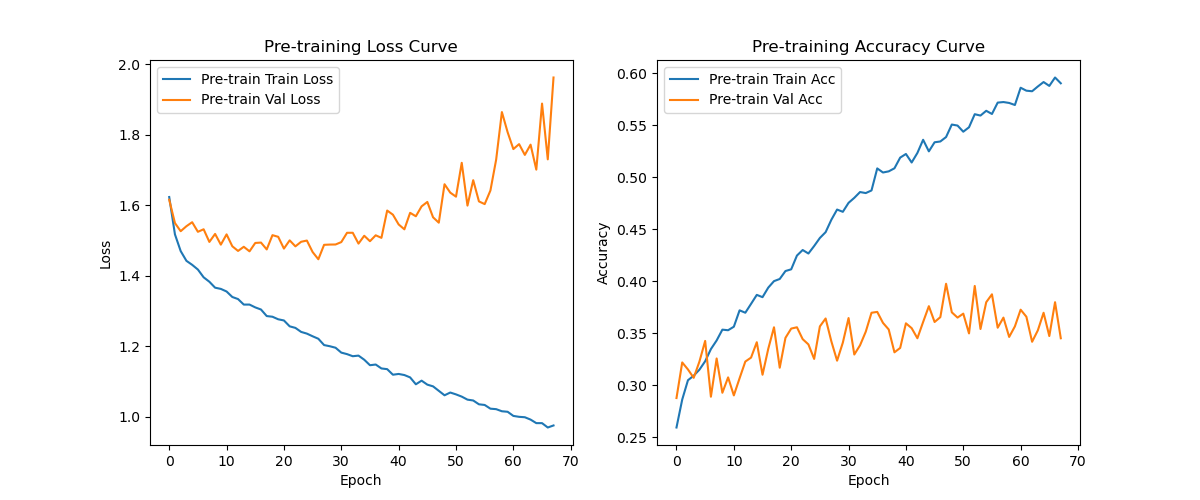 Pre-training Loss Curve
Pre-train Train Loss
Pre-train Val Loss
2.0
1.8
1.6
1.4
1.2
1.0
Loss
0 10 20 30 40 50 60 70
Epoch
Pre-training Accuracy Curve
Pre-train Train Acc
Pre-train Val Acc
0.60
0.55
0.50
0.45
0.40
0.35
0.30
0.25
Accuracy
0 10 20 30 40 50 60 70
Epoch